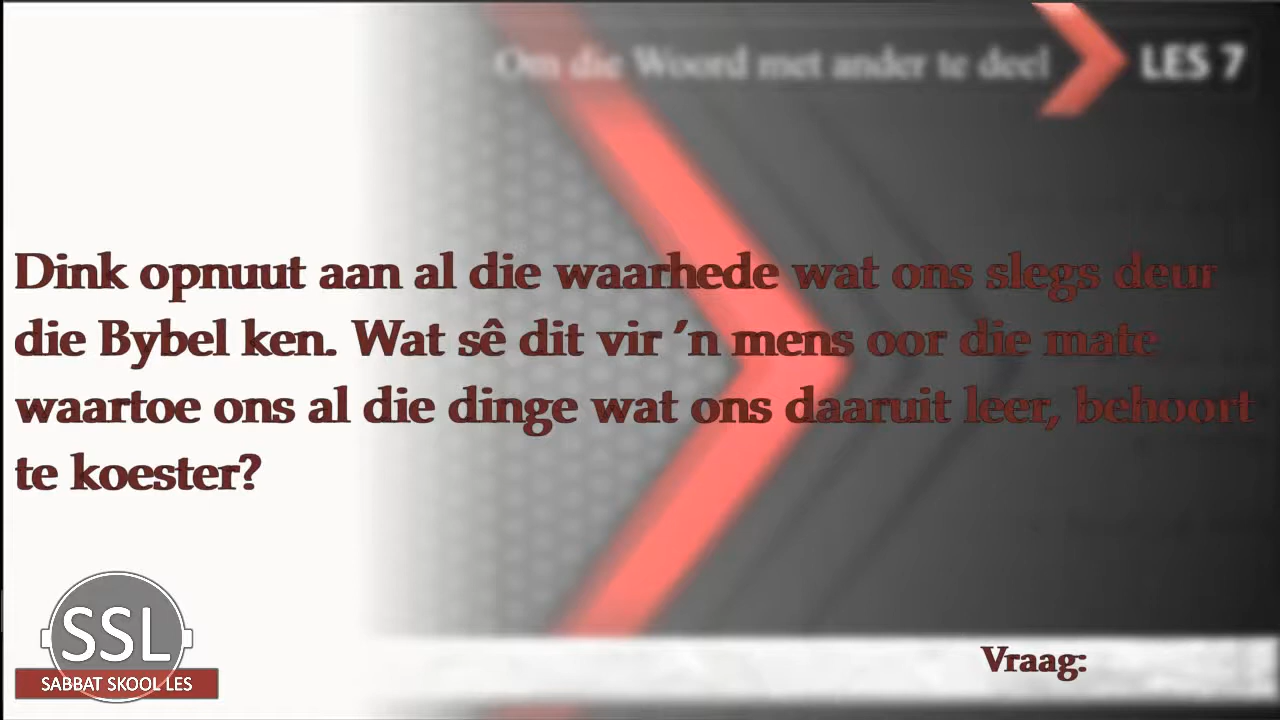 Om die Woord met ander te deel
LES 7
Dink opnuut aan al die waarhede wat ons slegs deur
die Bybel ken. Wat sê dit vir ’n mens oor die mate
waartoe ons al die dinge wat ons daaruit leer, behoort
te koester?
SSL
SABBAT SKOOL LES
Vraag: